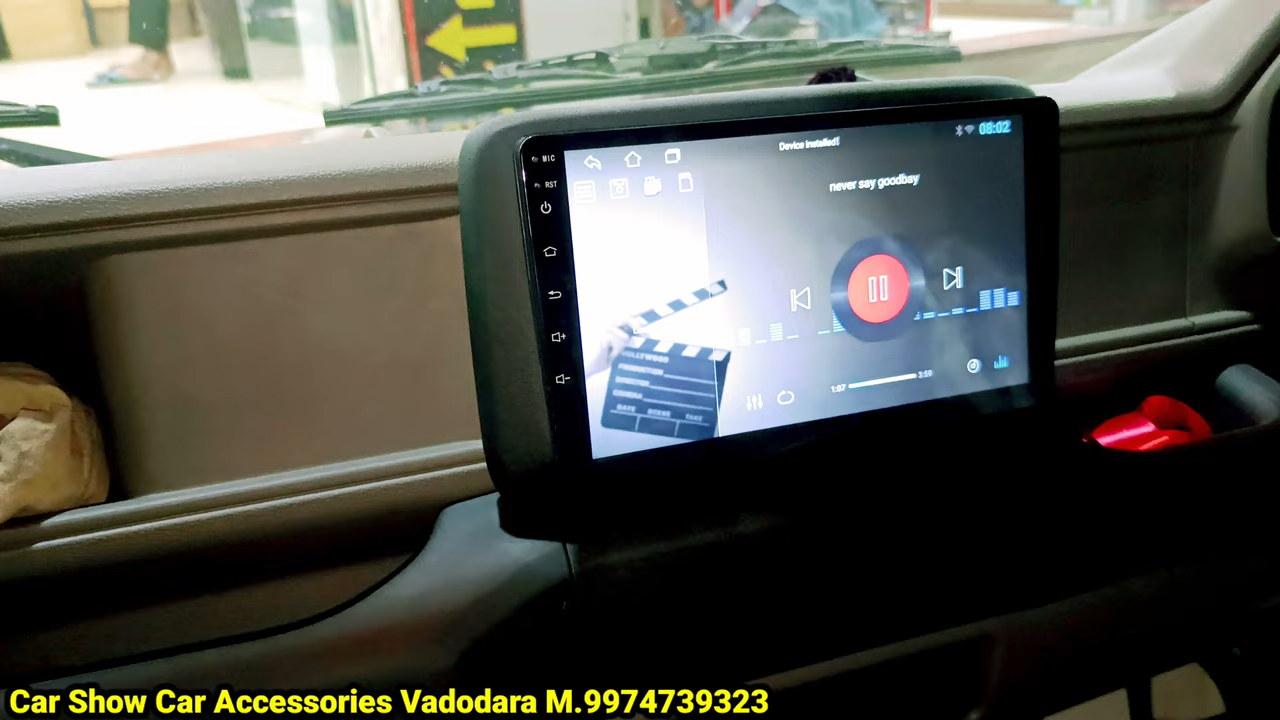 MIC
RST
08:02
Device Installed!
never say goodbay
HOLLYWOOD
PRODUCTION
DIRECTOR
CAMERA
DATE SCENE TAKE
1:07 3:59
Car Show Car Accessories Vadodara M.9974739323